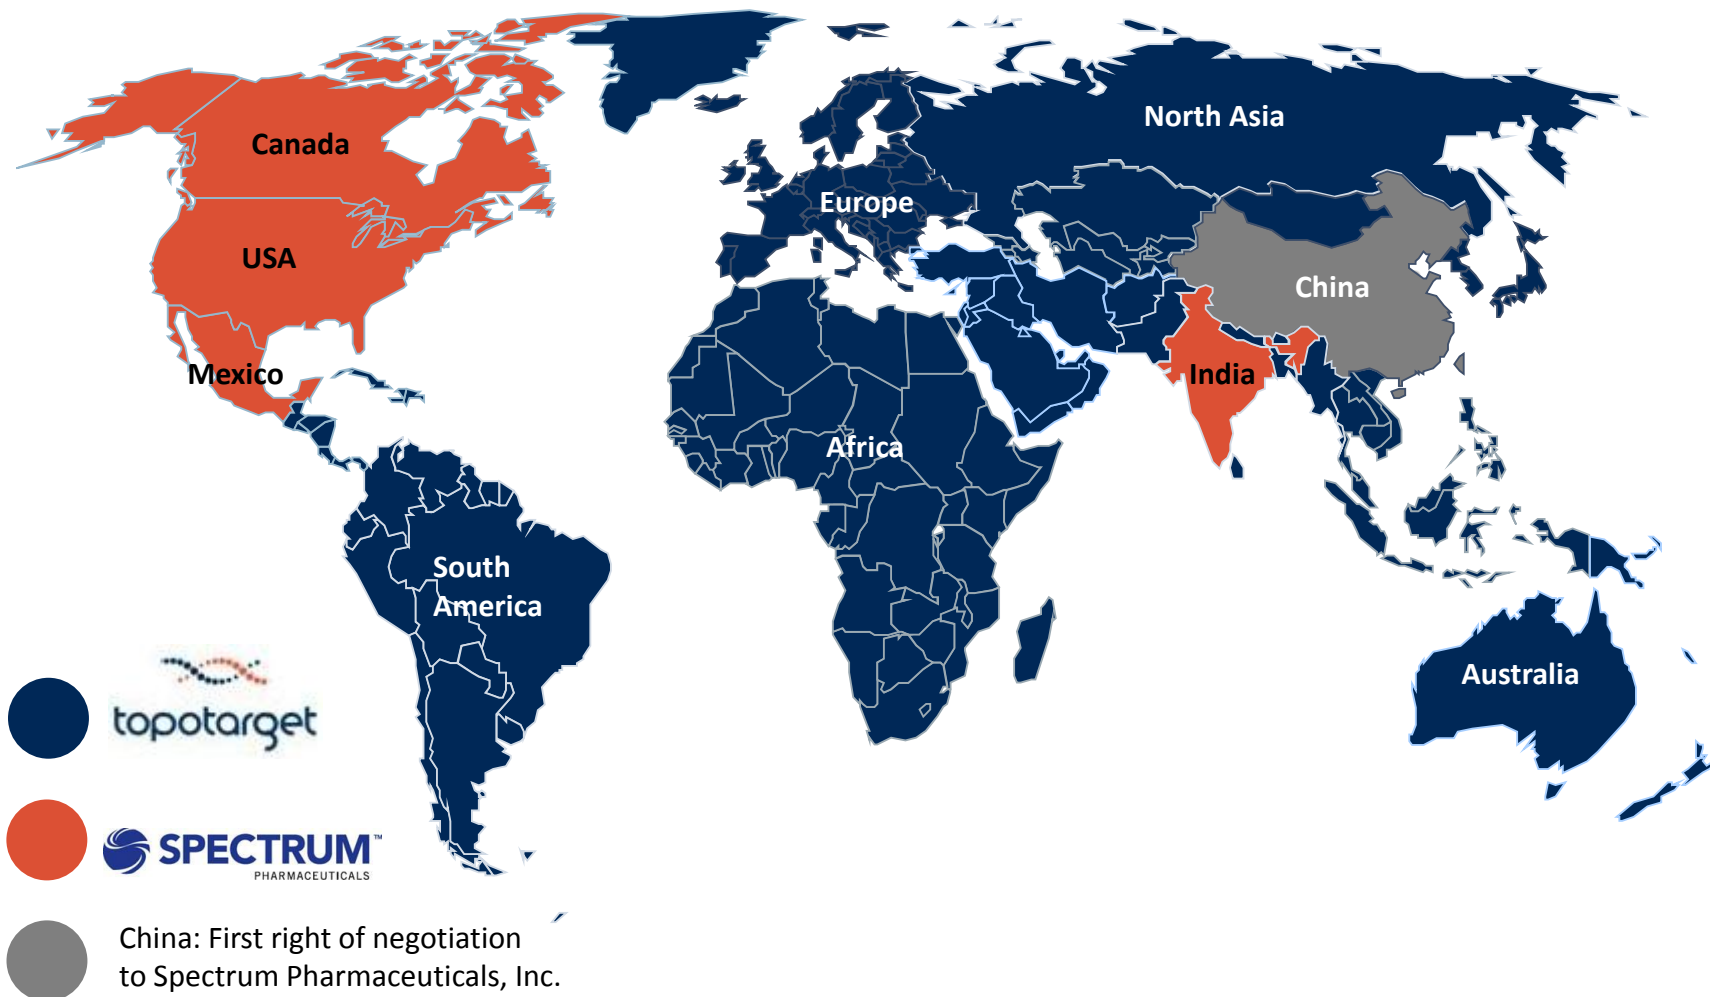 North Asia
Canada
Europe
USA
China
Mexico
India
Africa
South
America
Australia
topotarget
SPECTRUM™
PHARMACEUTICALS
China: First right of negotiation
to Spectrum Pharmaceuticals, Inc.